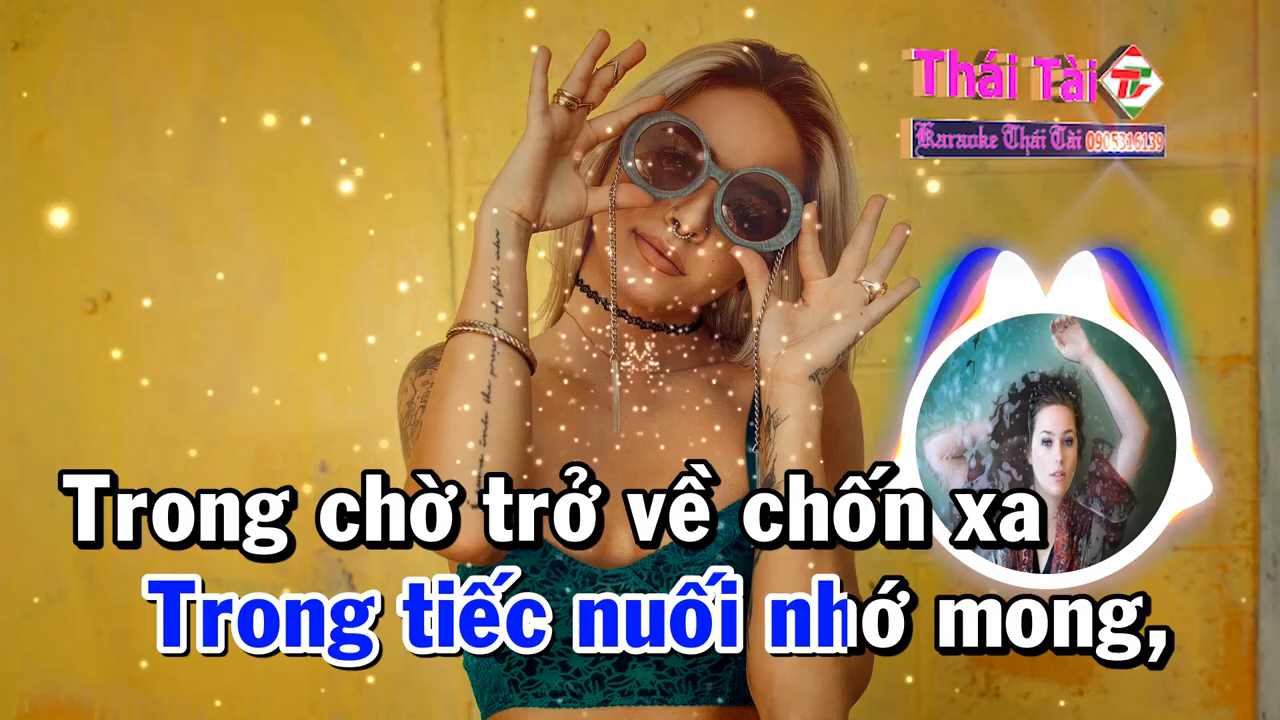 Thái Tài
Karaoke Thái Tài 0905316139
Trong chờ trở về chốn xa
Trong tiếc nuối nhớ mong,